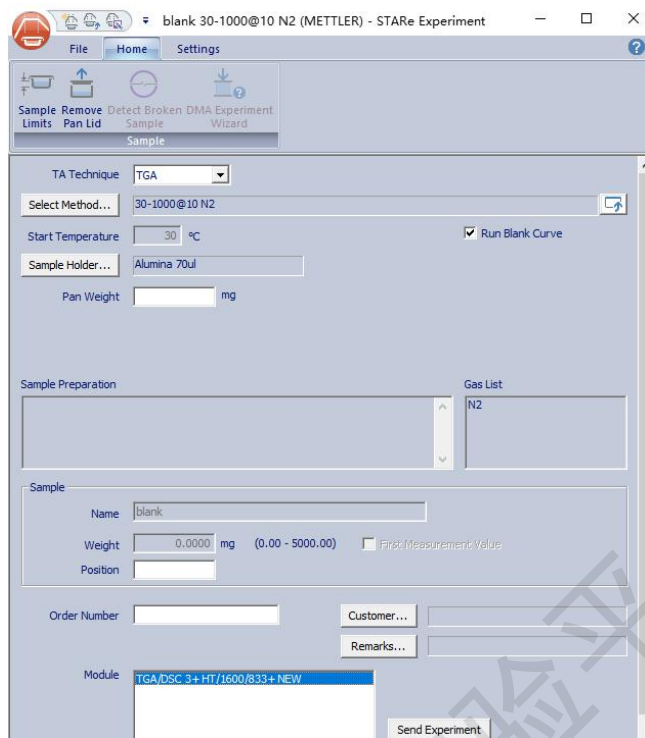 blank 30-1000@10 N2 (METTLER) - STARe Experiment
File Home Settings
Sample Limits Remove Pan Lid Detect Broken Sample DMA Experiment Wizard
Sample
TA Technique TGA
Select Method... 30-1000@10 N2
Start Temperature 30 °C Run Blank Curve
Sample Holder... Alumina 70ul
Pan Weight mg
Sample Preparation Gas List
N2
Sample
Name blank
Weight 0.0000 mg (0.00 - 5000.00) First Measurement Value
Position
Order Number Customer...
Remarks...
Module TGA/DSC 3+ HT/1600/833+ NEW
Send Experiment
验平